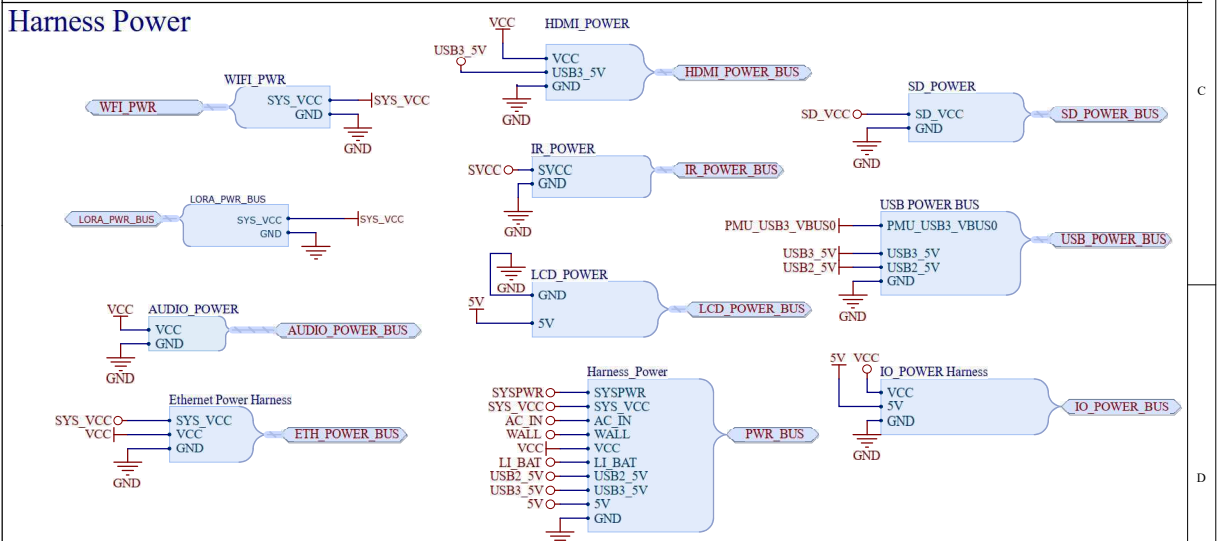 Harness Power
WIFI_PWR
WFI_PWR
SYS_VCC
GND
SYS_VCC
GND
LORA_PWR_BUS
LORA_PWR_BUS
SYS_VCC
GND
SYS_VCC
AUDIO_POWER
VCC
VCC
GND
AUDIO_POWER_BUS
GND
Ethernet Power Harness
SYS_VCC
SYS_VCC
VCC
VCC
GND
ETH_POWER_BUS
GND
HDMI_POWER
VCC
USB3_5V
VCC
USB3_5V
GND
HDMI_POWER_BUS
GND
IR_POWER
SVCC
SVCC
GND
IR_POWER_BUS
GND
LCD_POWER
GND
GND
5V
5V
LCD_POWER_BUS
Harness_Power
SYSPWR
SYSPWR
SYS_VCC
SYS_VCC
AC_IN
AC_IN
WALL
WALL
VCC
VCC
LI_BAT
LI_BAT
USB2_5V
USB2_5V
USB3_5V
USB3_5V
5V
5V
GND
PWR_BUS
SD_POWER
SD_VCC
SD_VCC
GND
SD_POWER_BUS
GND
USB POWER BUS
PMU_USB3_VBUS0
PMU_USB3_VBUS0
USB3_5V
USB3_5V
USB2_5V
USB2_5V
GND
USB_POWER_BUS
GND
IO_POWER Harness
5V
VCC
VCC
5V
GND
IO_POWER_BUS
GND
C
D